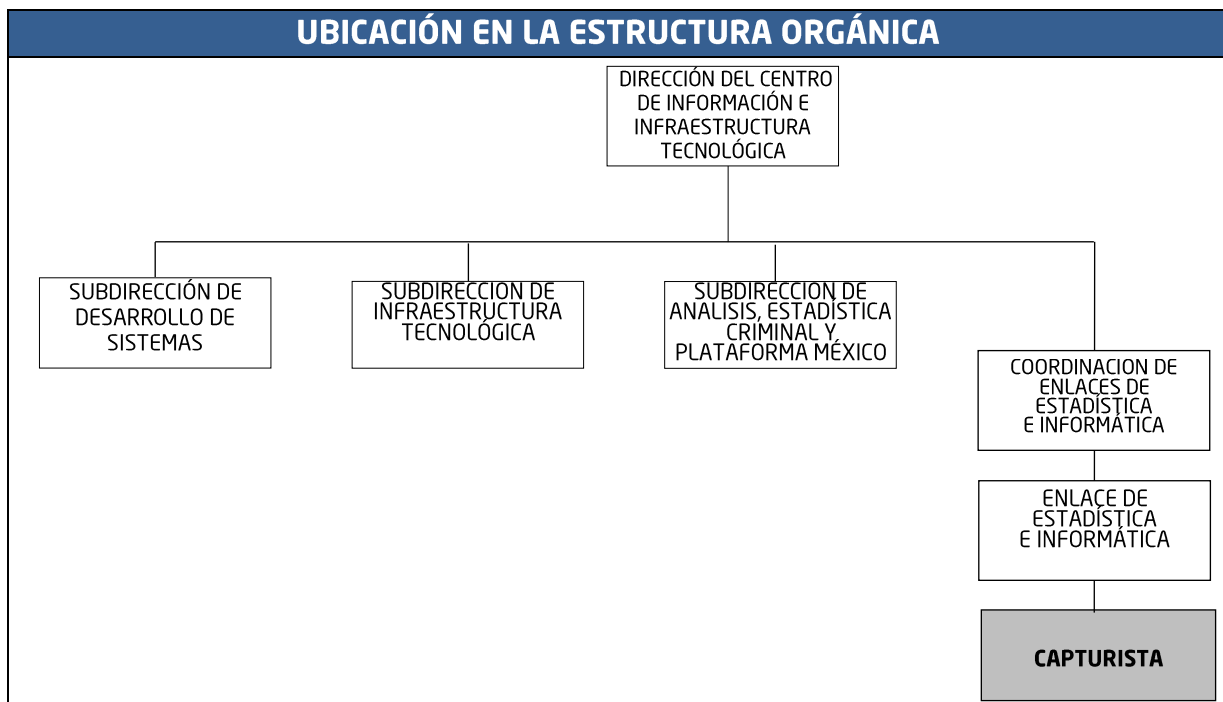 UBICACIÓN EN LA ESTRUCTURA ORGÁNICA
DIRECCIÓN DEL CENTRO
DE INFORMACIÓN E
INFRAESTRUCTURA
TECNOLÓGICA
SUBDIRECCIÓN DE
DESARROLLO DE
SISTEMAS
SUBDIRECCION DE
INFRAESTRUCTURA
TECNOLÓGICA
SUBDIRECCION DE
ANALISIS, ESTADÍSTICA
CRIMINAL Y
PLATAFORMA MÉXICO
COORDINACION DE
ENLACES DE
ESTADÍSTICA
E INFORMÁTICA
ENLACE DE
ESTADÍSTICA
E INFORMÁTICA
CAPTURISTA